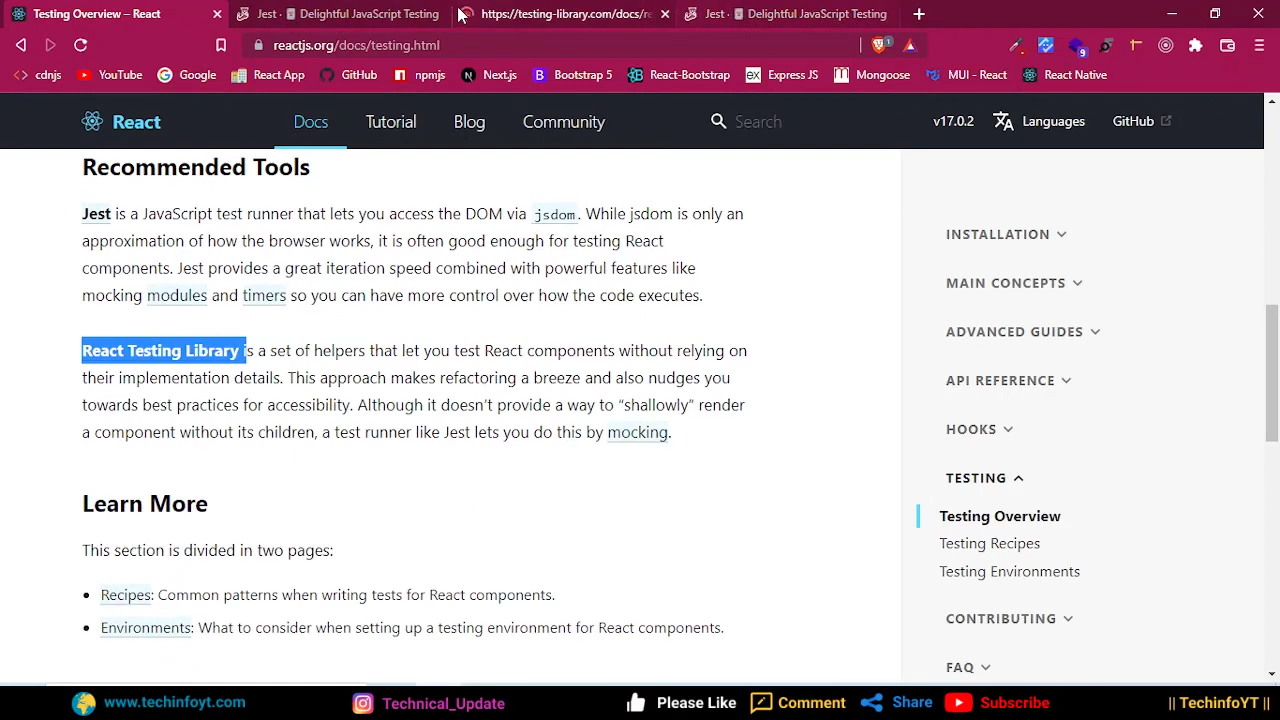 Testing Overview – React
Jest · Delightful JavaScript Testing
https://testing-library.com/docs/re
Jest · Delightful JavaScript Testing
reactjs.org/docs/testing.html
1
9
cdnjs
YouTube
Google
React App
GitHub
npmjs
Next.js
Bootstrap 5
React-Bootstrap
Express JS
Mongoose
MUI - React
React Native
React
Docs
Tutorial
Blog
Community
Search
v17.0.2
Languages
GitHub
Recommended Tools
Jest is a JavaScript test runner that lets you access the DOM via jsdom. While jsdom is only an
approximation of how the browser works, it is often good enough for testing React
components. Jest provides a great iteration speed combined with powerful features like
mocking modules and timers so you can have more control over how the code executes.
React Testing Library is a set of helpers that let you test React components without relying on
their implementation details. This approach makes refactoring a breeze and also nudges you
towards best practices for accessibility. Although it doesn’t provide a way to “shallowly” render
a component without its children, a test runner like Jest lets you do this by mocking.
Learn More
This section is divided in two pages:
Recipes: Common patterns when writing tests for React components.
Environments: What to consider when setting up a testing environment for React components.
INSTALLATION
MAIN CONCEPTS
ADVANCED GUIDES
API REFERENCE
HOOKS
TESTING
Testing Overview
Testing Recipes
Testing Environments
CONTRIBUTING
FAQ
www.techinfoyt.com
Technical_Update
Please Like
Comment
Share
Subscribe
|| TechinfoYT ||